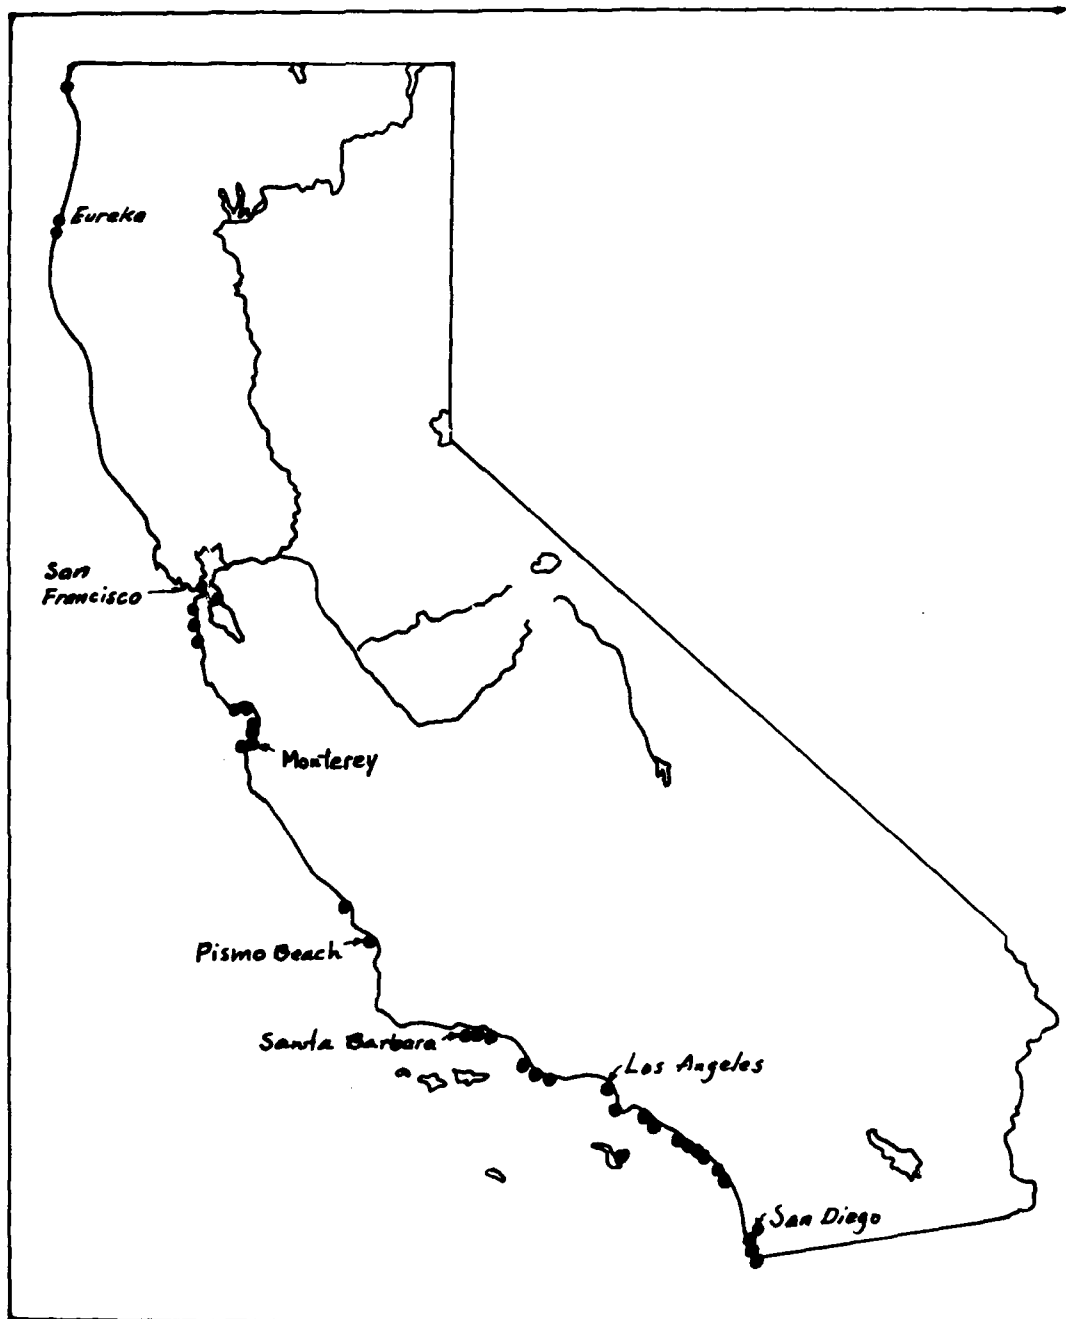 Eureka
San
Francisco
Monterey
Pismo Beach
Santa Barbara
Los Angeles
San Diego